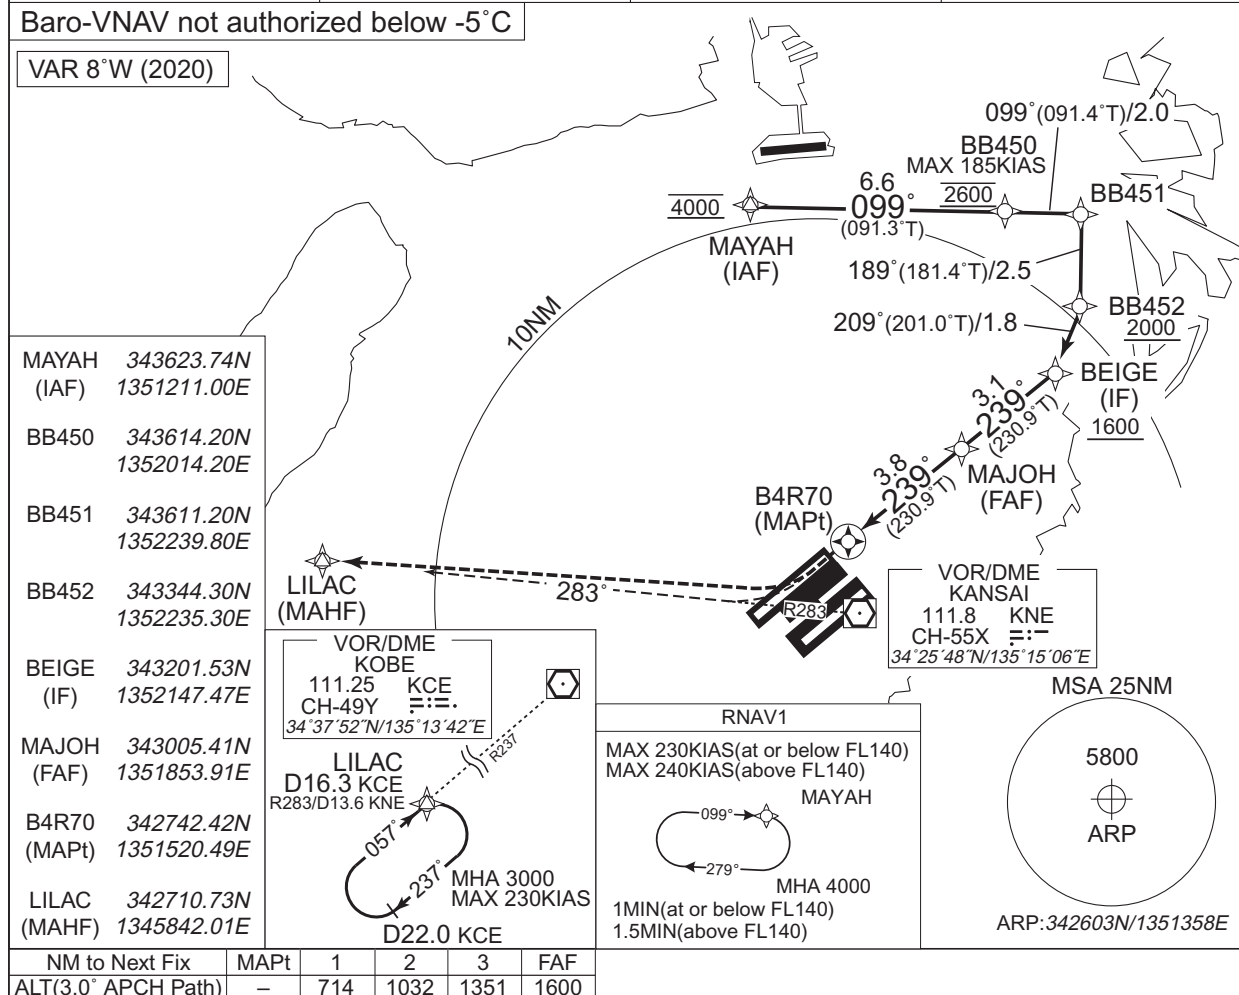 Baro-VNAV not authorized below -5˚C
VAR 8˚W (2020)
099˚(091.4˚T)/2.0
BB450
MAX 185KIAS
2600
6.6
099˚
(091.3˚T)
4000
MAYAH
(IAF)
BB451
189˚(181.4˚T)/2.5
209˚(201.0˚T)/1.8
BB452
2000
10NM
BEIGE
(IF)
1600
3.1
239˚
(230.9˚T)
MAJOH
(FAF)
3.8
239˚
(230.9˚T)
B4R70
(MAPt)
LILAC
(MAHF)
283˚
R283
VOR/DME
KANSAI
111.8 KNE
CH-55X
34˚25´48˝N/135˚15´06˝E
MAYAH 343623.74N
(IAF) 1351211.00E
BB450 343614.20N
1352014.20E
BB451 343611.20N
1352239.80E
BB452 343344.30N
1352235.30E
BEIGE 343201.53N
(IF) 1352147.47E
MAJOH 343005.41N
(FAF) 1351853.91E
B4R70 342742.42N
(MAPt) 1351520.49E
LILAC 342710.73N
(MAHF) 1345842.01E
VOR/DME
KOBE
111.25 KCE
CH-49Y
34˚37´52˝N/135˚13´42˝E
R237
LILAC
D16.3 KCE
R283/D13.6 KNE
057˚
237˚
MHA 3000
MAX 230KIAS
D22.0 KCE
RNAV1
MAX 230KIAS(at or below FL140)
MAX 240KIAS(above FL140)
MAYAH
099˚
279˚
MHA 4000
1MIN(at or below FL140)
1.5MIN(above FL140)
MSA 25NM
5800
ARP
ARP:342603N/1351358E
NM to Next Fix MAPt 1 2 3 FAF
ALT(3.0˚ APCH Path) – 714 1032 1351 1600